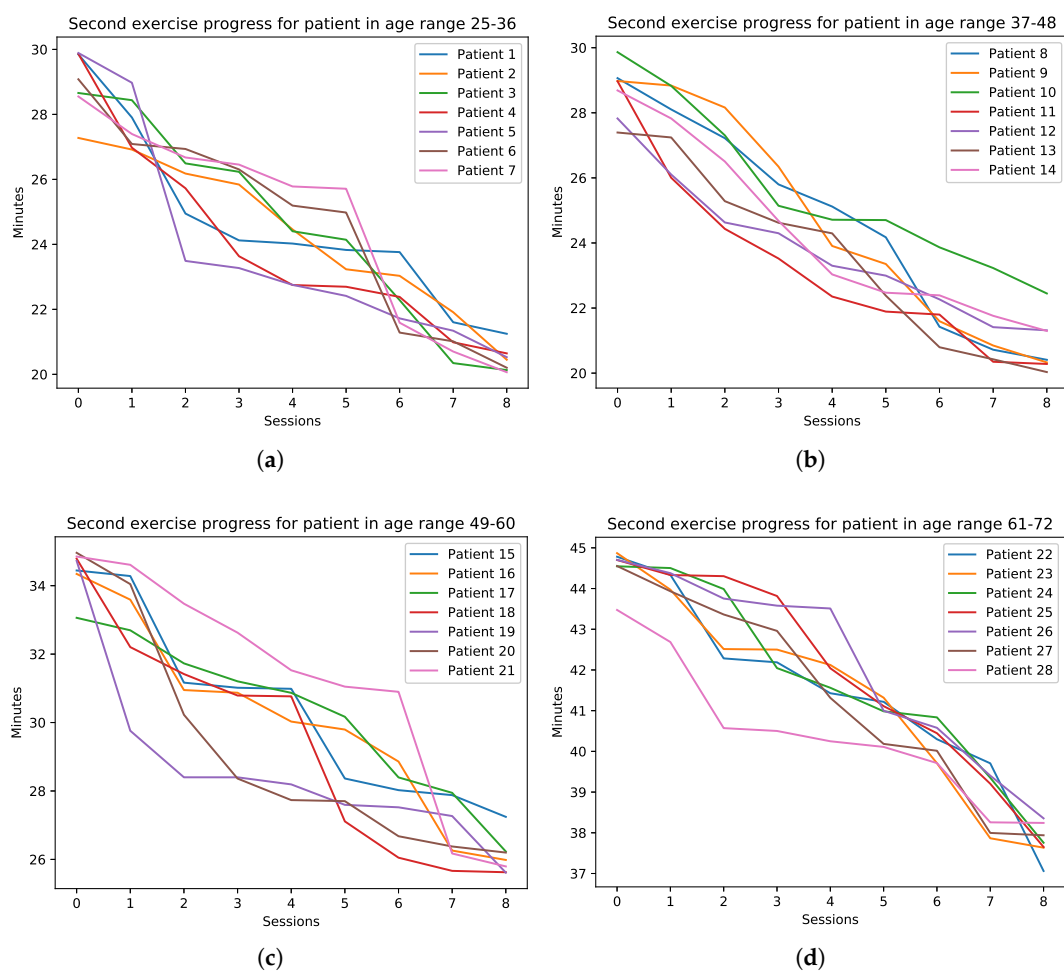 Second exercise progress for patient in age range 25-36
30
28
26
24
22
20
Minutes
Patient 1
Patient 2
Patient 3
Patient 4
Patient 5
Patient 6
Patient 7
0 1 2 3 4 5 6 7 8
Sessions
(a)
Second exercise progress for patient in age range 37-48
30
28
26
24
22
20
Minutes
Patient 8
Patient 9
Patient 10
Patient 11
Patient 12
Patient 13
Patient 14
0 1 2 3 4 5 6 7 8
Sessions
(b)
Second exercise progress for patient in age range 49-60
34
32
30
28
26
Minutes
Patient 15
Patient 16
Patient 17
Patient 18
Patient 19
Patient 20
Patient 21
0 1 2 3 4 5 6 7 8
Sessions
(c)
Second exercise progress for patient in age range 61-72
45
44
43
42
41
40
39
38
37
Minutes
Patient 22
Patient 23
Patient 24
Patient 25
Patient 26
Patient 27
Patient 28
0 1 2 3 4 5 6 7 8
Sessions
(d)